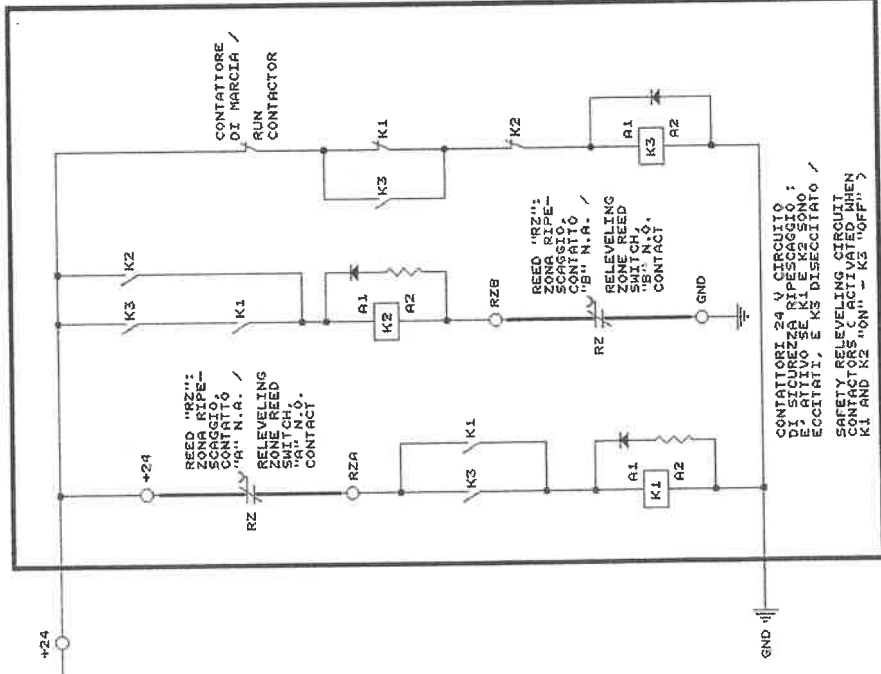 +24
GND
+24
REED "RZ":
ZONA RIPE-
SCAGGIO,
CONTATTO
"A" N.A. /
RELEVELING
ZONE REED
SWITCH,
"A" N.O.
CONTACT
RZ
RZA
K3
K1
A1
K1
A2
K3
K1
K2
A1
K2
A2
RZB
REED "RZ":
ZONA RIPE-
SCAGGIO,
CONTATTO
"B" N.A. /
RELEVELING
ZONE REED
SWITCH,
"B" N.O.
CONTACT
RZ
GND
CONTATTORE
DI MARCIA /
RUN
CONTACTOR
K3
K1
K2
A1
K3
A2
CONTATTORI 24 V CIRCUITO
DI SICUREZZA RIPESCAGGIO :
E' ATTIVO SE K1 E K2 SONO
ECCITATI, E K3 DISECCITATO /
SAFETY RELEVELING CIRCUIT
CONTACTORS ( ACTIVATED WHEN
K1 AND K2 "ON" - K3 "OFF" )